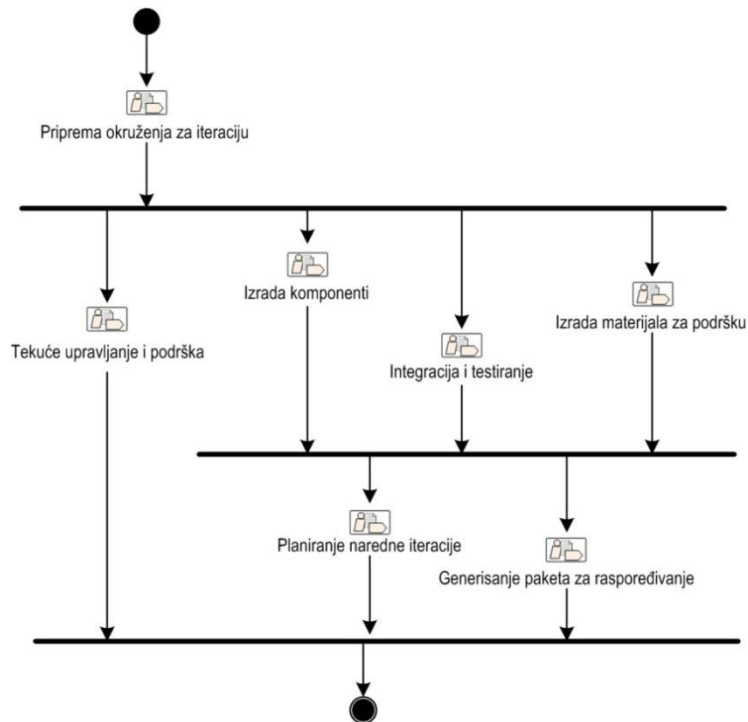 Priprema okruženja za iteraciju
Izrada komponenti
Izrada materijala za podršku
Tekuće upravljanje i podrška
Integracija i testiranje
Planiranje naredne iteracije
Generisanje paketa za raspoređivanje